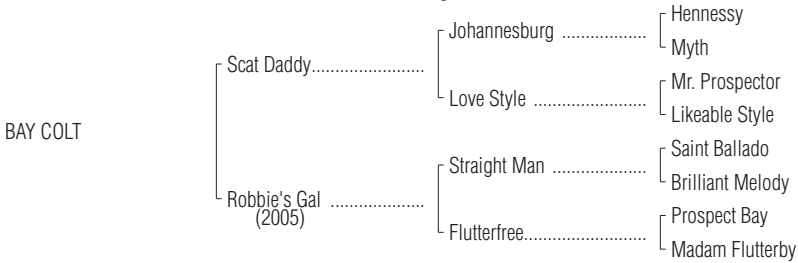 Hennessy
Johannesburg ..................
Myth
Scat Daddy........................
Mr. Prospector
Love Style ........................
Likeable Style
BAY COLT
Saint Ballado
Straight Man ....................
Brilliant Melody
Robbie's Gal ....................
(2005)
Prospect Bay
Flutterfree..........................
Madam Flutterby